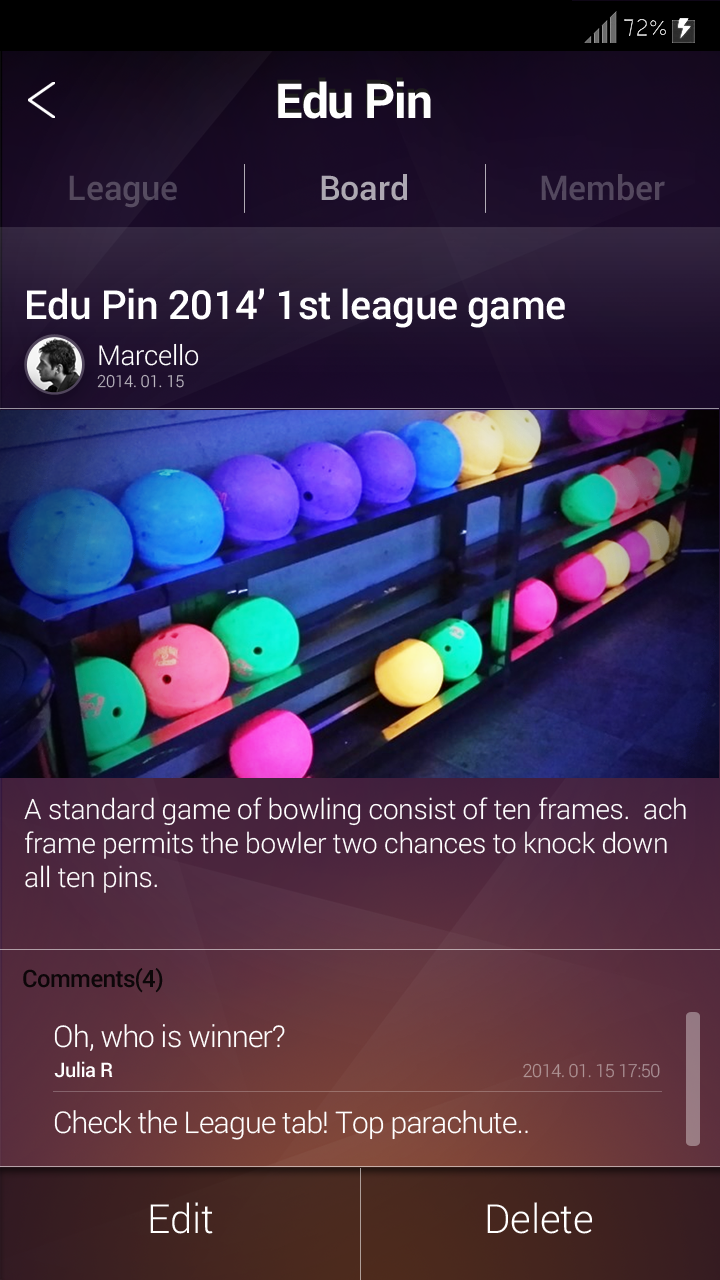 72%
Edu Pin
League
Board
Member
Edu Pin 2014’ 1st league game
Marcello
2014. 01. 15
A standard game of bowling consist of ten frames.  ach
frame permits the bowler two chances to knock down
all ten pins.
Comments(4)
Oh, who is winner?
Julia R
2014. 01. 15 17:50
Check the League tab! Top parachute..
Edit
Delete